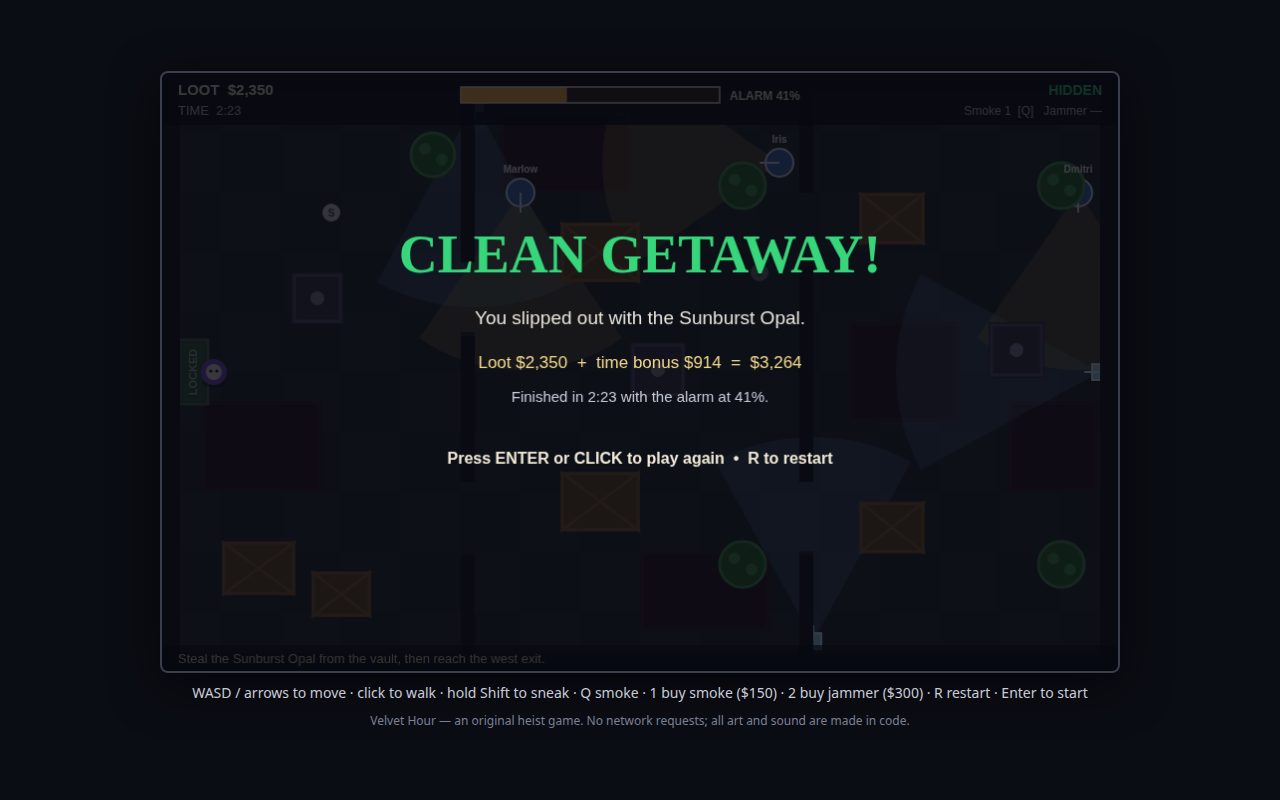 LOOT $2,350
TIME 2:23
ALARM 41%
HIDDEN
Smoke 1 [Q] Jammer —
Iris
Marlow
Dmitri
S
CLEAN GETAWAY!
You slipped out with the Sunburst Opal.
LOCKED
Loot $2,350 + time bonus $914 = $3,264
Finished in 2:23 with the alarm at 41%.
Press ENTER or CLICK to play again • R to restart
Steal the Sunburst Opal from the vault, then reach the west exit.
WASD / arrows to move · click to walk · hold Shift to sneak · Q smoke · 1 buy smoke ($150) · 2 buy jammer ($300) · R restart · Enter to start
Velvet Hour — an original heist game. No network requests; all art and sound are made in code.